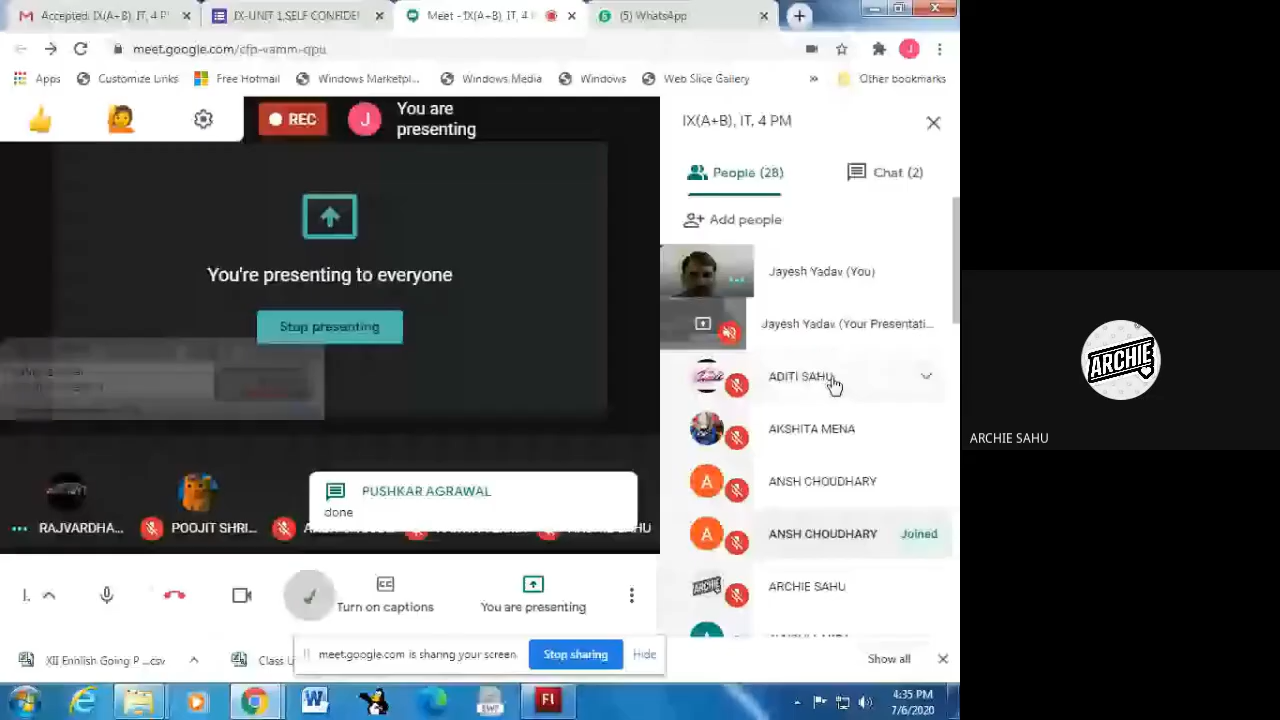 Accepted: IX(A+B), IT, 4 P
IX-UNIT 1,SELF CONFIDE
Meet - IX(A+B), IT, 4 P
(5) WhatsApp
meet.google.com/cfp-vamm-qpu
J
Apps
Customize Links
Free Hotmail
Windows Marketpl...
Windows Media
Windows
Web Slice Gallery
»
Other bookmarks
REC
J
You are
presenting
IX(A+B), IT, 4 PM
People (28)
Chat (2)
Add people
You're presenting to everyone
Stop presenting
Jayesh Yadav (You)
Jayesh Yadav (Your Presentati...
ADITI SAHU
AKSHITA MENA
A
ANSH CHOUDHARY
A
ANSH CHOUDHARY
Joined
ARCHIE
ARCHIE SAHU
PUSHKAR AGRAWAL
done
RAJVARDHA...
POOJIT SHRI...
SAHU
Turn on captions
You are presenting
meet.google.com is sharing your screen.
Stop sharing
Hide
XII Ennlish Going P....csv
Class
Show all
4:35 PM
7/6/2020
ARCHIE
ARCHIE SAHU